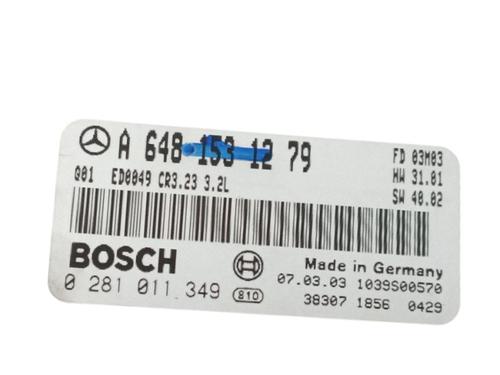 A 648 153 12 79
FD 03M03
Q01 ED0049 CR3.23 3.2L
HW 31.01
SW 40.02
BOSCH
Made in Germany
0 281 011 349
810
07.03.03 1039S00570
38307 1856 0429